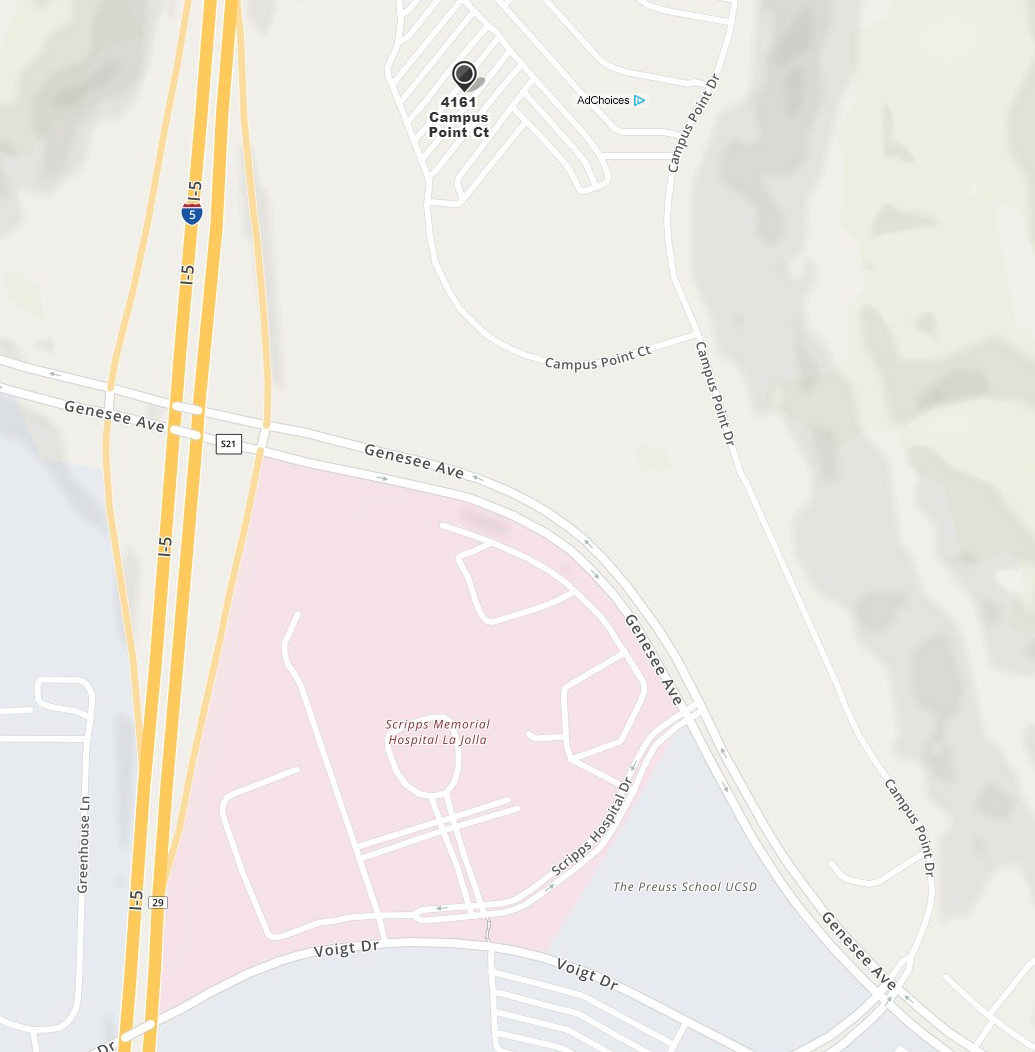 4161
Campus
Point Ct
AdChoices
Campus Point Dr
I-5
5
I-5
Campus Point Ct
Campus Point Dr
Genesee Ave
S21
Genesee Ave
I-5
Genesee Ave
Scripps Memorial
Hospital La Jolla
Scripps Hospital Dr
Greenhouse Ln
Campus Point Dr
The Preuss School UCSD
I-5
29
Voigt Dr
Voigt Dr
Genesee Ave
Dr